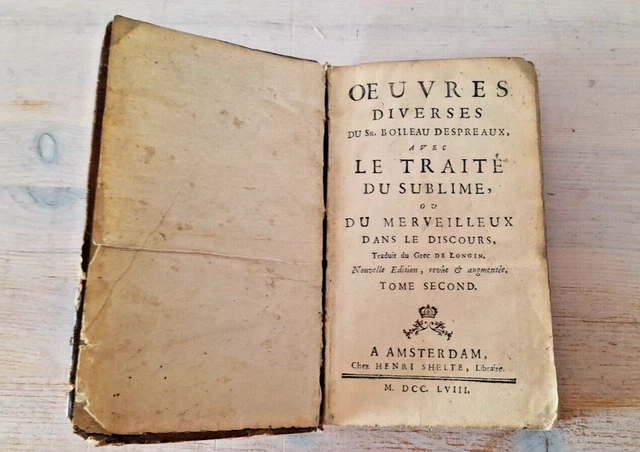 OEUVRES
DIVERSES
DU SR. BOILEAU DESPREAUX,
AVEC
LE TRAITÉ
DU SUBLIME,
OU
DU MERVEILLEUX
DANS LE DISCOURS,
Traduit du Grec DE LONGIN.
Nouvelle Edition, revûe & augmentée.
TOME SECOND.
A AMSTERDAM,
Chez HENRI SHELTE, Libraire.
M. DCC. LVIII.